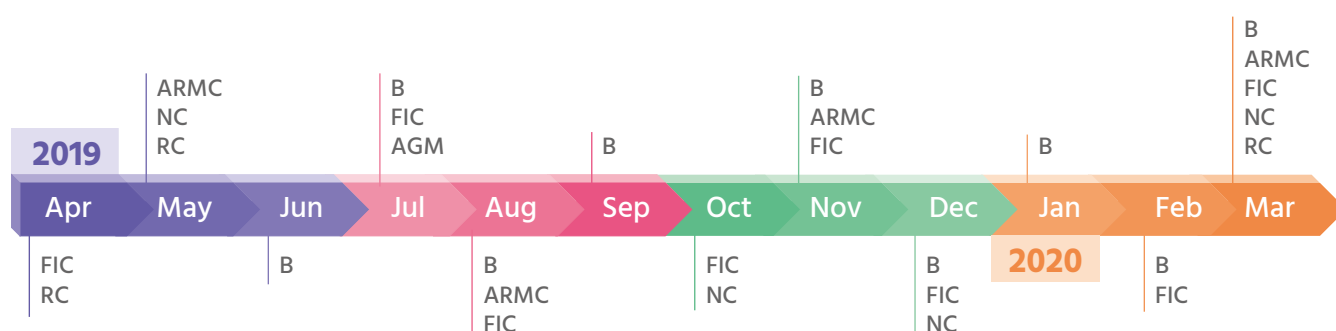 ARMC
NC
RC
B
FIC
AGM
B
B
ARMC
FIC
B
B
ARMC
FIC
NC
RC
2019
Apr May Jun Jul Aug Sep Oct Nov Dec Jan Feb Mar
2020
FIC
RC
B
B
ARMC
FIC
FIC
NC
B
FIC
NC
B
FIC